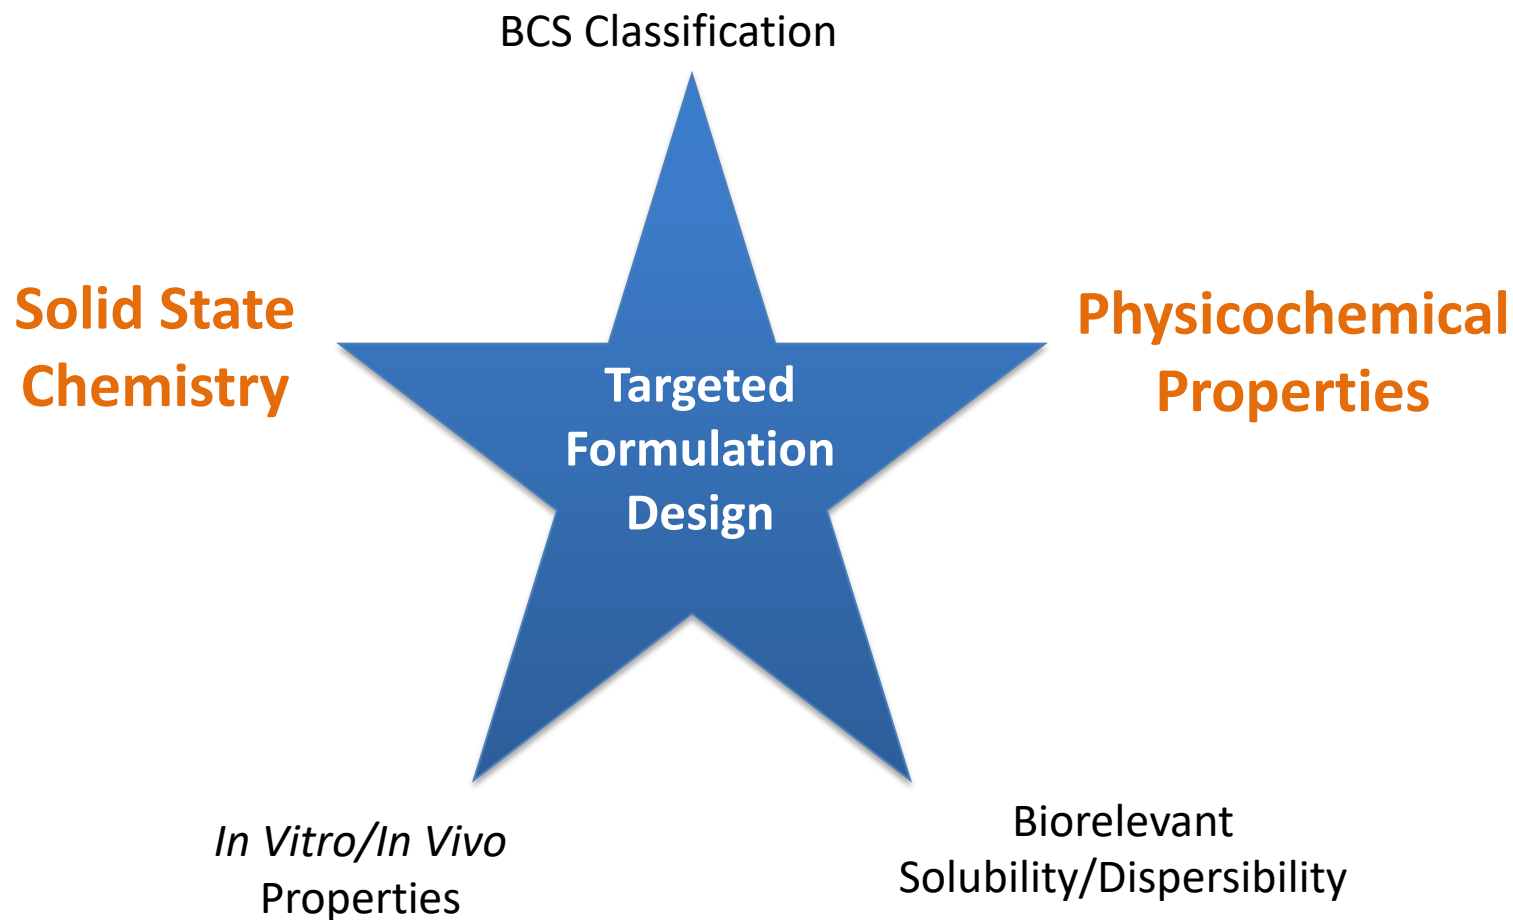 BCS Classification
Solid State
Chemistry
Physicochemical
Properties
Targeted
Formulation
Design
In Vitro/In Vivo
Properties
Biorelevant
Solubility/Dispersibility